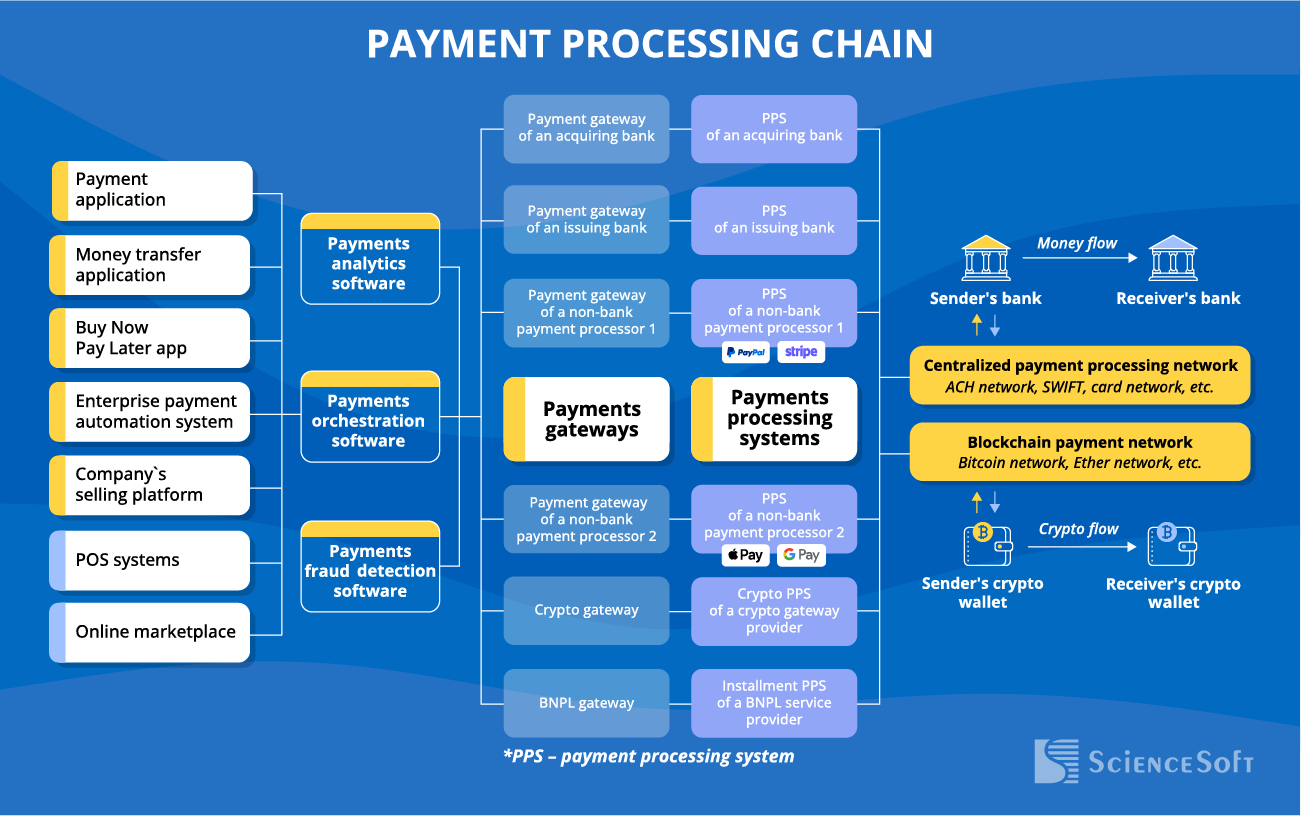 PAYMENT PROCESSING CHAIN
Payment
application
Money transfer
application
Buy Now
Pay Later app
Enterprise payment
automation system
Company`s
selling platform
POS systems
Online marketplace
Payments
analytics
software
Payments
orchestration
software
Payments
fraud detection
software
Payment gateway
of an acquiring bank
Payment gateway
of an issuing bank
Payment gateway
of a non-bank
payment processor 1
Payments
gateways
Payment gateway
of a non-bank
payment processor 2
Crypto gateway
BNPL gateway
PPS
of an acquiring bank
PPS
of an issuing bank
PPS
of a non-bank
payment processor 1
PayPal
stripe
Payments
processing
systems
PPS
of a non-bank
payment processor 2
Pay
G Pay
Crypto PPS
of a crypto gateway
provider
Installment PPS
of a BNPL service
provider
*PPS – payment processing system
Money flow
Sender's bank
Receiver's bank
Centralized payment processing network
ACH network, SWIFT, card network, etc.
Blockchain payment network
Bitcoin network, Ether network, etc.
Crypto flow
Sender's crypto
wallet
Receiver's crypto
wallet
ScienceSoft